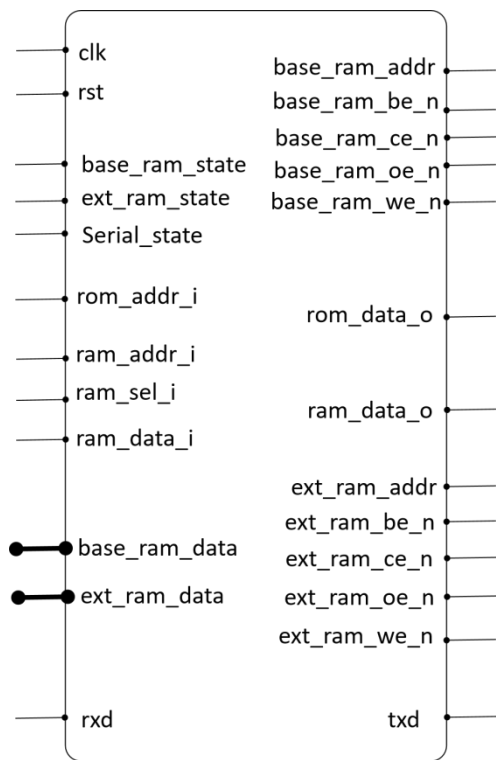 clk
rst
base_ram_state
ext_ram_state
Serial_state
rom_addr_i
ram_addr_i
ram_sel_i
ram_data_i
base_ram_data
ext_ram_data
rxd
base_ram_addr
base_ram_be_n
base_ram_ce_n
base_ram_oe_n
base_ram_we_n
rom_data_o
ram_data_o
ext_ram_addr
ext_ram_be_n
ext_ram_ce_n
ext_ram_oe_n
ext_ram_we_n
txd